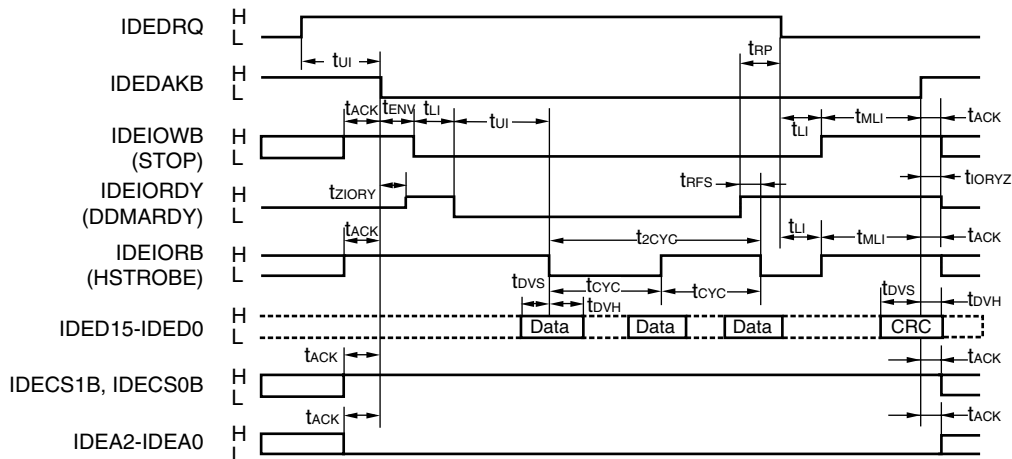 IDEDRQ H
L
tUI tRP
IDEDAKB H
L
tACK tENV tLI tUI tLI tMLI tACK
IDEIOWB H
(STOP) L
tZIORY tRFS tIORYZ
IDEIORDY H
(DDMARDY) L
tACK t2CYC tLI tMLI tACK
IDEIORB H
(HSTROBE) L
tDVS tCYC tCYC tDVS
tDVH tDVH
IDED15-IDED0 H
L Data Data Data CRC
tACK tACK
IDECS1B, IDECS0B H
L
tACK tACK
IDEA2-IDEA0 H
L